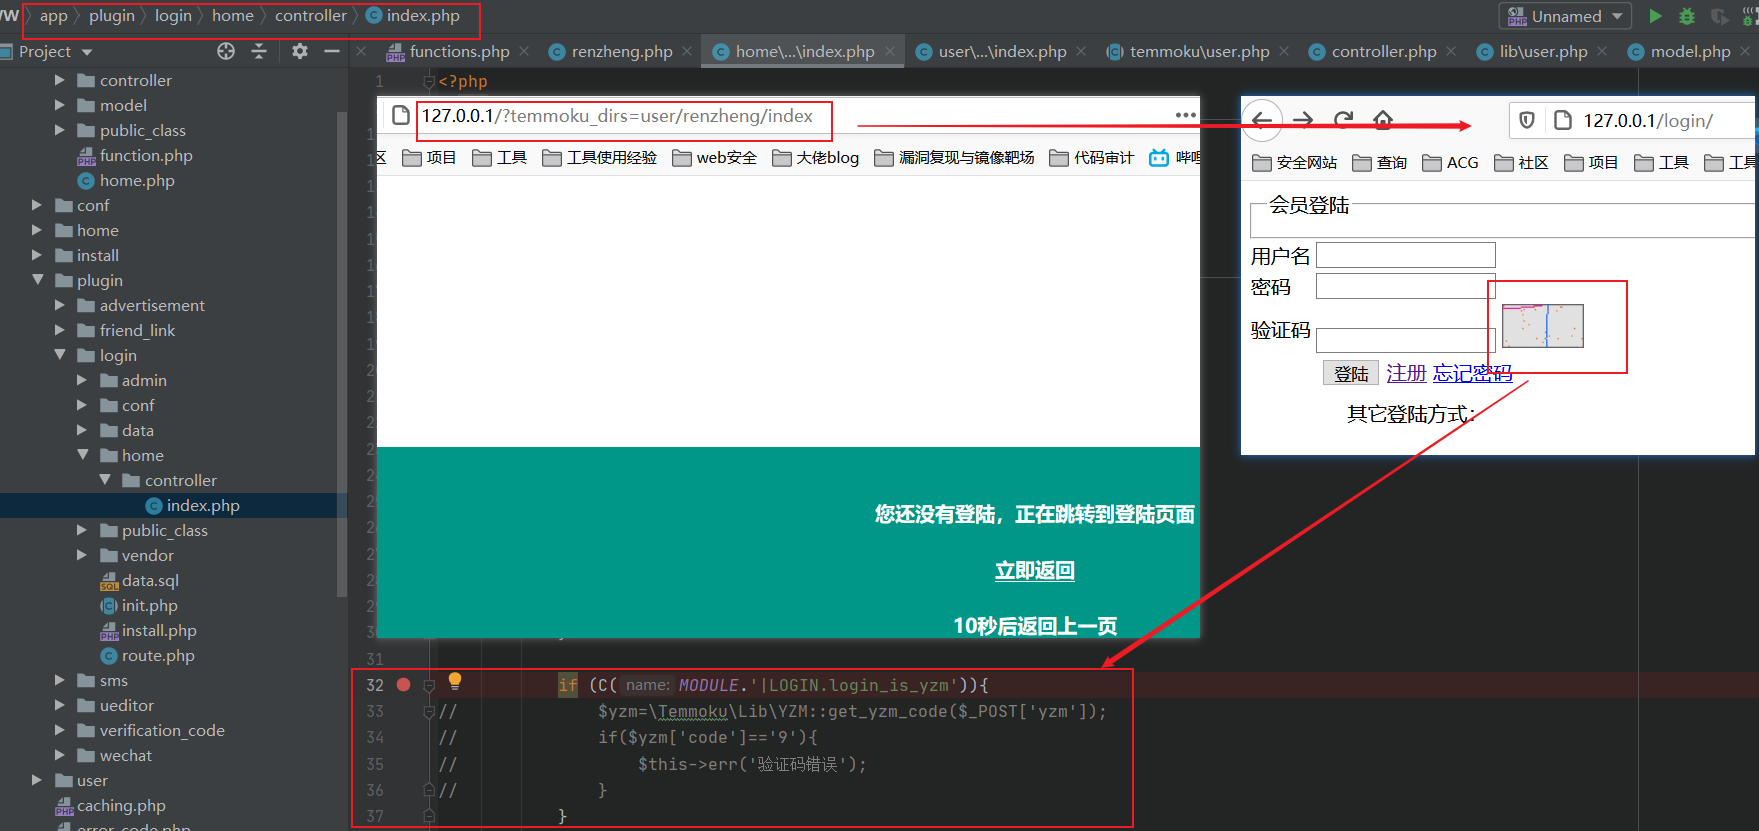 WW 〉 app 〉 plugin 〉 login 〉 home 〉 controller 〉 index.php
Unnamed
Project
functions.php
renzheng.php
home\...\index.php
user\...\index.php
temmoku\user.php
controller.php
lib\user.php
model.php
controller
model
public_class
function.php
home.php
conf
home
install
plugin
advertisement
friend_link
login
admin
conf
data
home
controller
index.php
public_class
vendor
data.sql
init.php
install.php
route.php
sms
ueditor
verification_code
wechat
user
caching.php
error_code.php
1 <?php
127.0.0.1/?temmoku_dirs=user/renzheng/index
区 项目 工具 工具使用经验 web安全 大佬blog 漏洞复现与镜像靶场 代码审计 哔哩
您还没有登陆，正在跳转到登陆页面
立即返回
10秒后返回上一页
127.0.0.1/login/
安全网站 查询 ACG 社区 项目 工具 工具
会员登陆
用户名
密码
验证码
登陆 注册 忘记密码
其它登陆方式：
31
32 if (C( name: MODULE.'|LOGIN.login_is_yzm')){
33 // $yzm=\Temmoku\Lib\YZM::get_yzm_code($_POST['yzm']);
34 // if($yzm['code']=='9'){
35 // $this->err('验证码错误');
36 // }
37 }